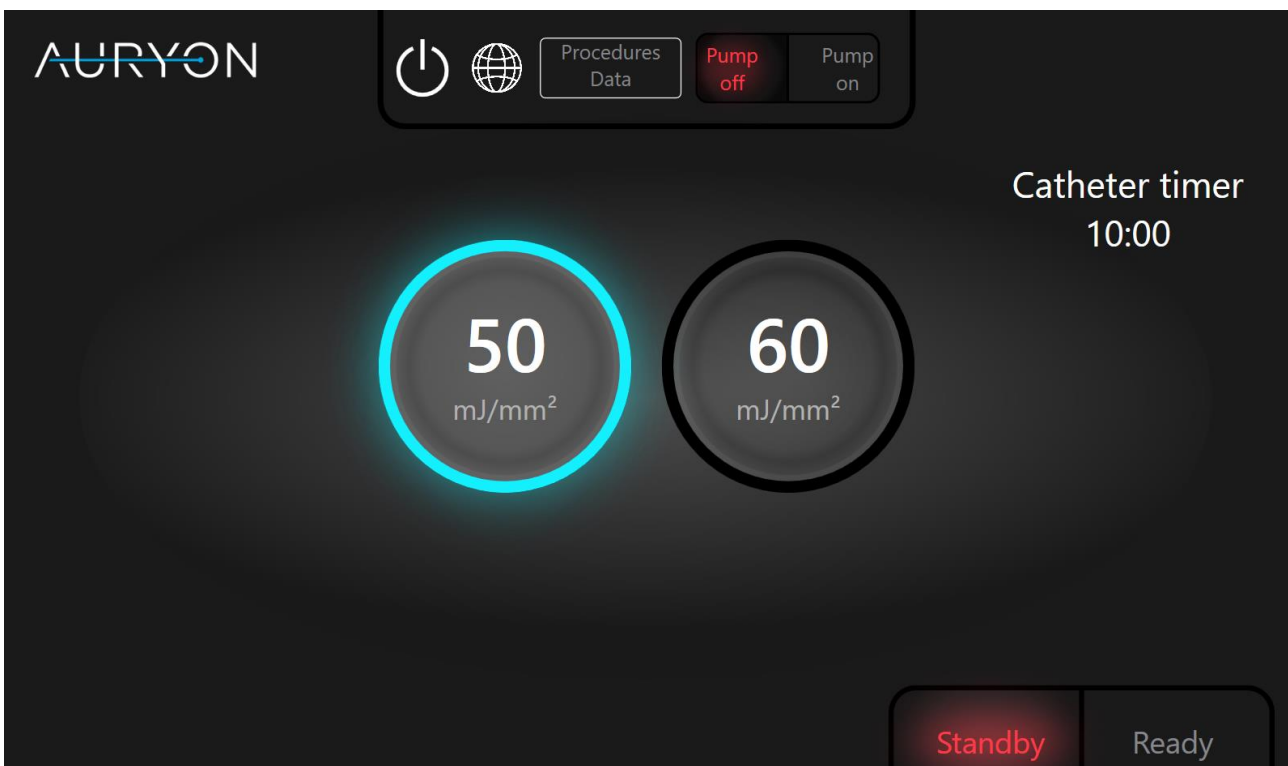 AURYON
Procedures
Data
Pump
off
Pump
on
Catheter timer
10:00
50
mJ/mm²
60
mJ/mm²
Standby
Ready